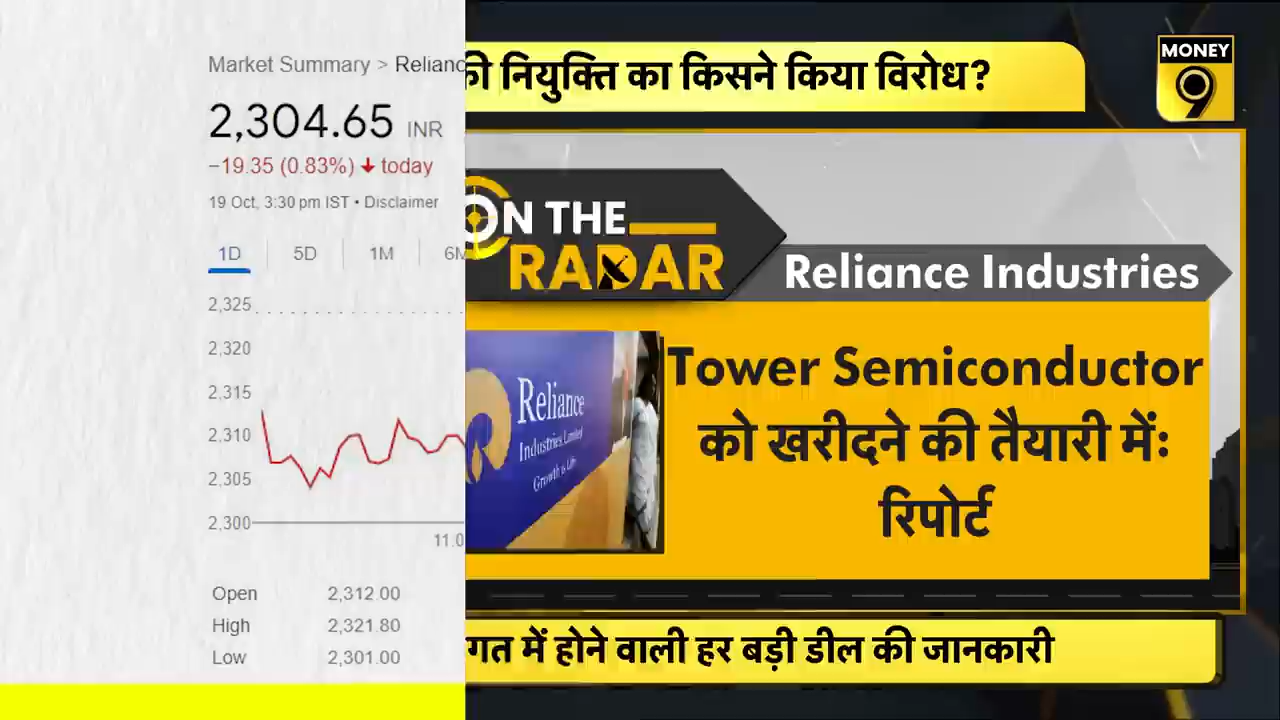 Market Summary > Relianc
2,304.65 INR
−19.35 (0.83%) ↓ today
19 Oct, 3:30 pm IST • Disclaimer
1D 5D 1M 6M
2,325
2,320
2,315
2,310
2,305
2,300
11:0
Open 2,312.00
High 2,321.80
Low 2,301.00
की नियुक्ति का किसने किया विरोध?
MONEY
9
ON THE
RADAR
Reliance Industries
Reliance
Industries Limited
Growth is Life
Tower Semiconductor
को खरीदने की तैयारी में:
रिपोर्ट
गत में होने वाली हर बड़ी डील की जानकारी